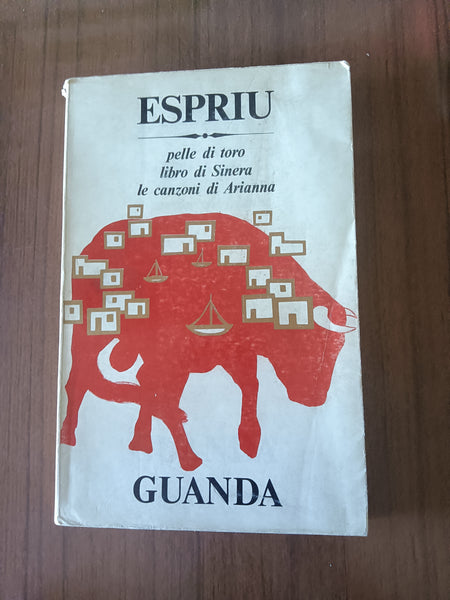 ESPRIU
pelle di toro
libro di Sinera
le canzoni di Arianna
GUANDA